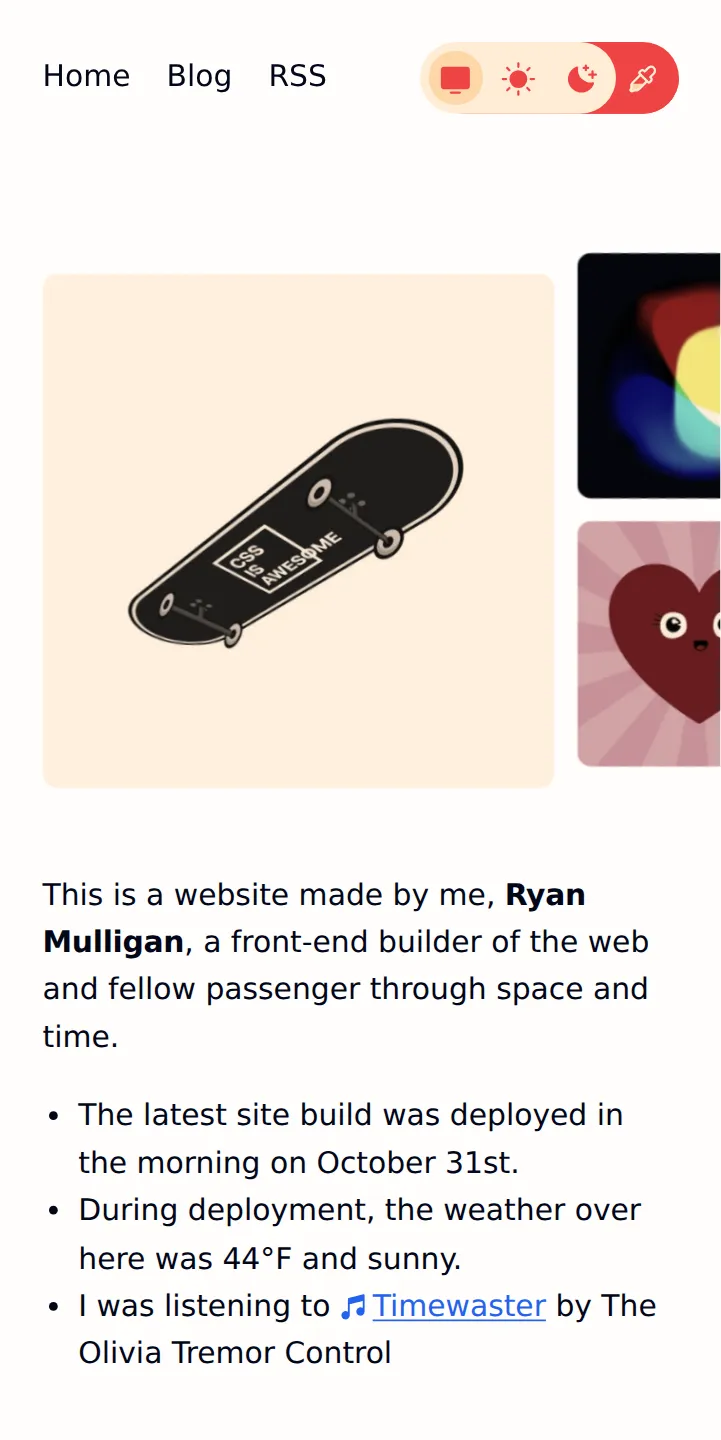 Home Blog RSS
CSS
IS
AWESOME
This is a website made by me, Ryan
Mulligan, a front-end builder of the web
and fellow passenger through space and
time.
• The latest site build was deployed in
the morning on October 31st.
• During deployment, the weather over
here was 44°F and sunny.
• I was listening to Timewaster by The
Olivia Tremor Control